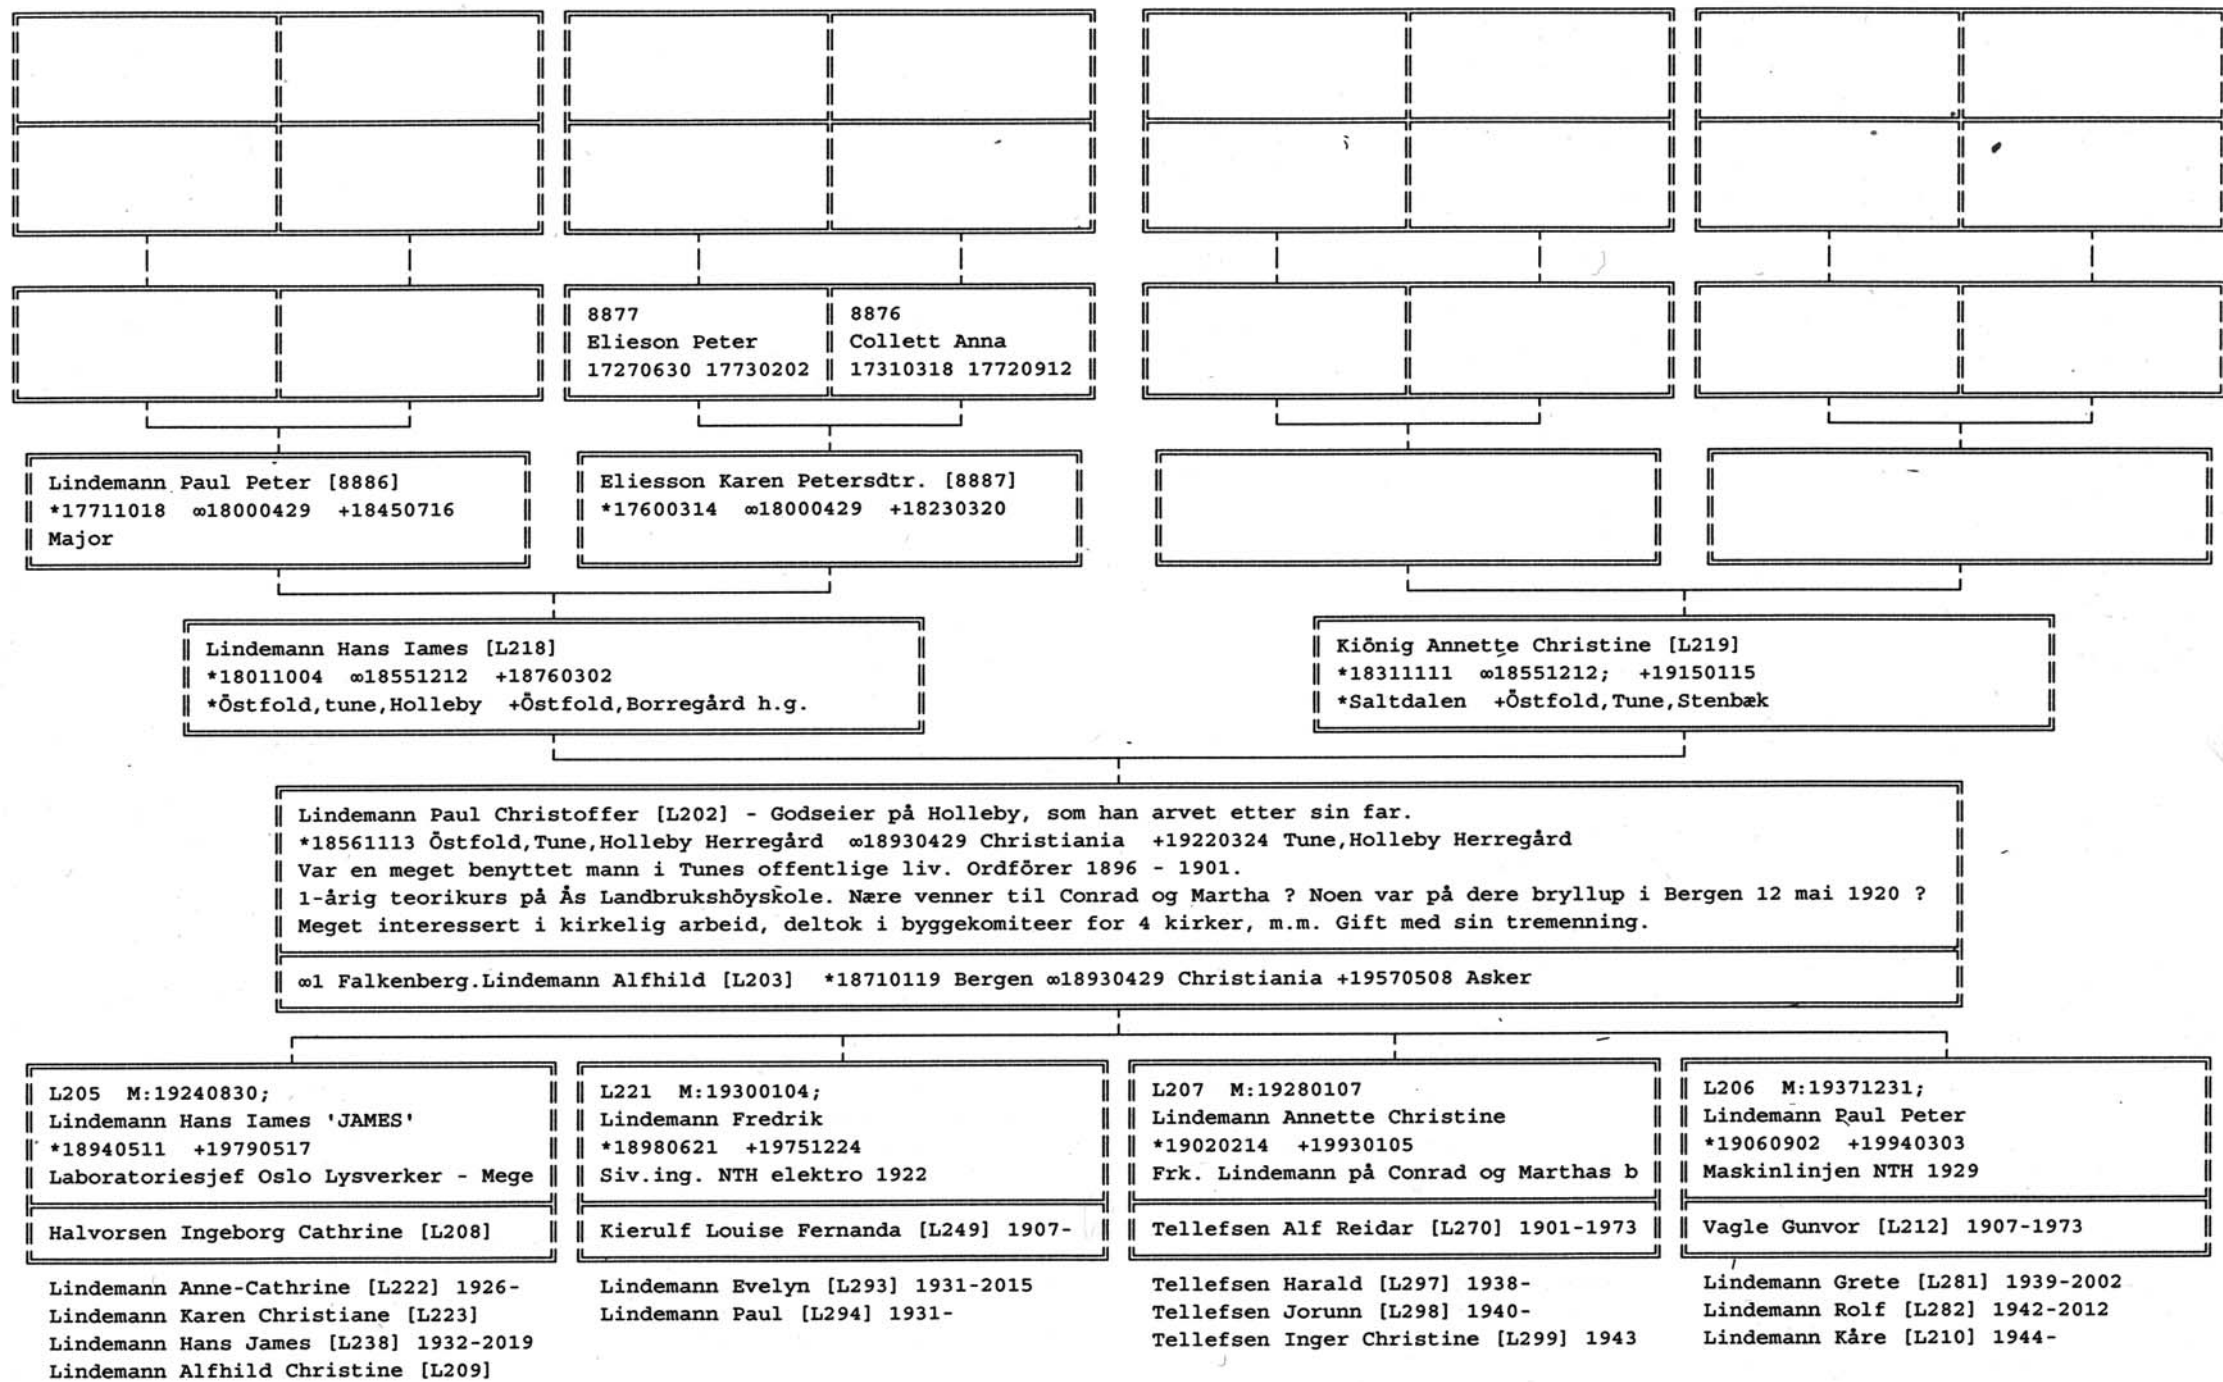 8877
Elieson Peter
17270630 17730202
8876
Collett Anna
17310318 17720912
Lindemann Paul Peter [8886]
*17711018 ∞18000429 +18450716
Major
Eliesson Karen Petersdtr. [8887]
*17600314 ∞18000429 +18230320
Lindemann Hans Iames [L218]
*18011004 ∞18551212 +18760302
*Östfold,tune,Holleby +Östfold,Borregård h.g.
Kiönig Annette Christine [L219]
*18311111 ∞18551212; +19150115
*Saltdalen +Östfold,Tune,Stenbæk
Lindemann Paul Christoffer [L202] - Godseier på Holleby, som han arvet etter sin far.
*18561113 Östfold,Tune,Holleby Herregård ∞18930429 Christiania +19220324 Tune,Holleby Herregård
Var en meget benyttet mann i Tunes offentlige liv. Ordförer 1896 - 1901.
1-årig teorikurs på Ås Landbrukshöyskole. Nære venner til Conrad og Martha ? Noen var på dere bryllup i Bergen 12 mai 1920 ?
Meget interessert i kirkelig arbeid, deltok i byggekomiteer for 4 kirker, m.m. Gift med sin tremenning.
∞1 Falkenberg.Lindemann Alfhild [L203] *18710119 Bergen ∞18930429 Christiania +19570508 Asker
L205 M:19240830;
Lindemann Hans Iames 'JAMES'
*18940511 +19790517
Laboratoriesjef Oslo Lysverker - Mege
Halvorsen Ingeborg Cathrine [L208]
Lindemann Anne-Cathrine [L222] 1926-
Lindemann Karen Christiane [L223]
Lindemann Hans James [L238] 1932-2019
Lindemann Alfhild Christine [L209]
L221 M:19300104;
Lindemann Fredrik
*18980621 +19751224
Siv.ing. NTH elektro 1922
Kierulf Louise Fernanda [L249] 1907-
Lindemann Evelyn [L293] 1931-2015
Lindemann Paul [L294] 1931-
L207 M:19280107
Lindemann Annette Christine
*19020214 +19930105
Frk. Lindemann på Conrad og Marthas b
Tellefsen Alf Reidar [L270] 1901-1973
Tellefsen Harald [L297] 1938-
Tellefsen Jorunn [L298] 1940-
Tellefsen Inger Christine [L299] 1943
L206 M:19371231;
Lindemann Paul Peter
*19060902 +19940303
Maskinlinjen NTH 1929
Vagle Gunvor [L212] 1907-1973
Lindemann Grete [L281] 1939-2002
Lindemann Rolf [L282] 1942-2012
Lindemann Kåre [L210] 1944-